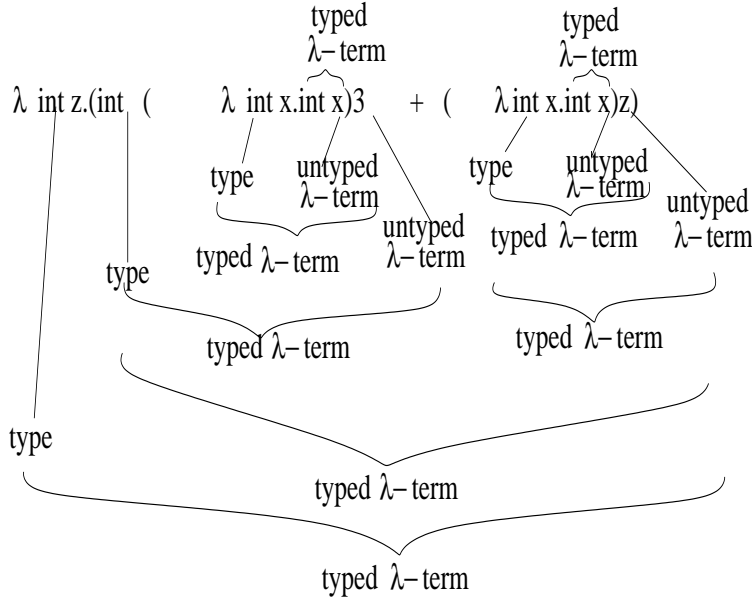 typed
λ– term
typed
λ– term
λ int z.(int ( λ int x.int x)3 + ( λ int x.int x)z)
type
untyped
λ– term
type
untyped
λ– term
untyped
λ– term
untyped
λ– term
typed λ– term
typed λ– term
type
typed λ– term
typed λ– term
type
typed λ– term
typed λ– term